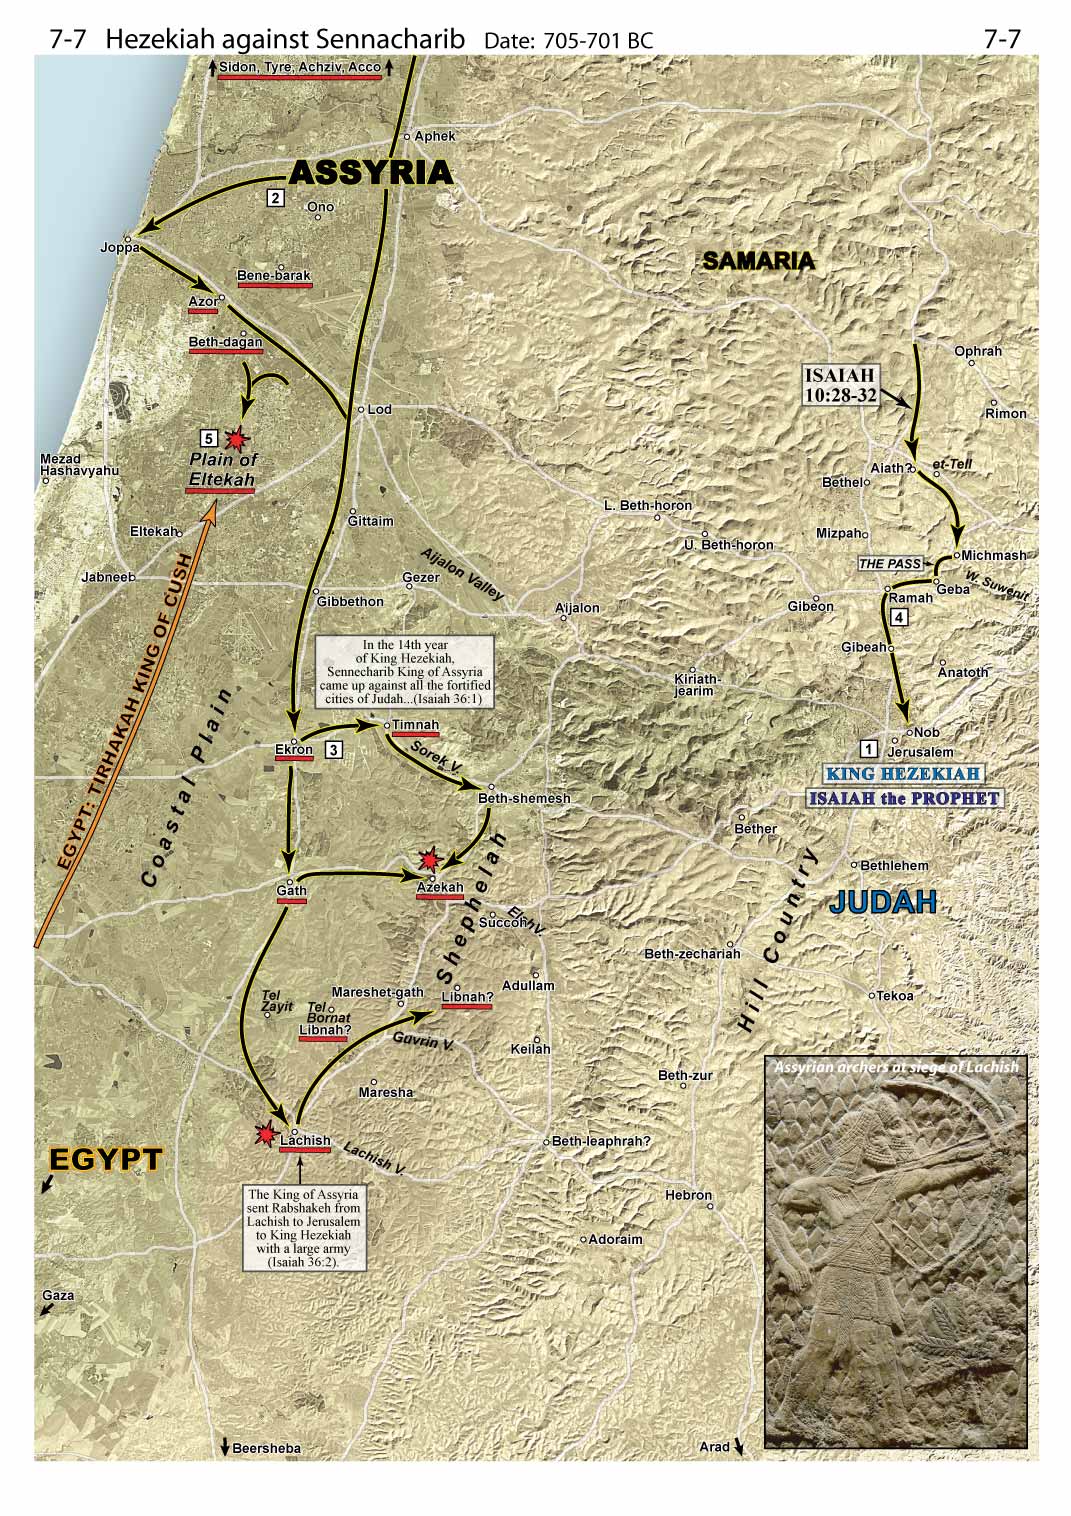 7-7 Hezekiah against Sennacharib Date: 705-701 BC 7-7
Sidon, Tyre, Achziv, Acco
Aphek
ASSYRIA
2
Ono
Joppa
SAMARIA
Bene-barak
Azor
Beth-dagan
Ophrah
ISAIAH
10:28-32
Lod
Rimon
5
Plain of
Eltekah
Mezad
Hashavyahu
Aiath?
et-Tell
Bethel
L. Beth-horon
Gittaim
Eltekah
Mizpah
U. Beth-horon
Michmash
THE PASS
Aijalon Valley
Jabneeb
Gezer
W. Suwenit
Geba
Ramah
Gibbethon
Aijalon
Gibeon
4
EGYPT: TIRHAKAH KING OF CUSH
In the 14th year
of King Hezekiah,
Sennecharib King of Assyria
came up against all the fortified
cities of Judah...(Isaiah 36:1)
Gibeah
Anatoth
Kiriath-
jearim
Coastal Plain
Timnah
Nob
Ekron
3
1
Jerusalem
Sorek V.
KING HEZEKIAH
ISAIAH the PROPHET
Beth-shemesh
Bether
Bethlehem
Gath
Azekah
JUDAH
Shephelah
Hill Country
Elah V.
Succoh
Beth-zechariah
Adullam
Tel
Zayit
Mareshet-gath
Libnah?
Tekoa
Tel
Bornat
Libnah?
Guvrin V.
Keilah
Assyrian archers at siege of Lachish
Beth-zur
Maresha
Lachish
Beth-leaphrah?
EGYPT
Lachish V.
The King of Assyria
sent Rabshakeh from
Lachish to Jerusalem
to King Hezekiah
with a large army
(Isaiah 36:2).
Hebron
Adoraim
Gaza
Beersheba
Arad